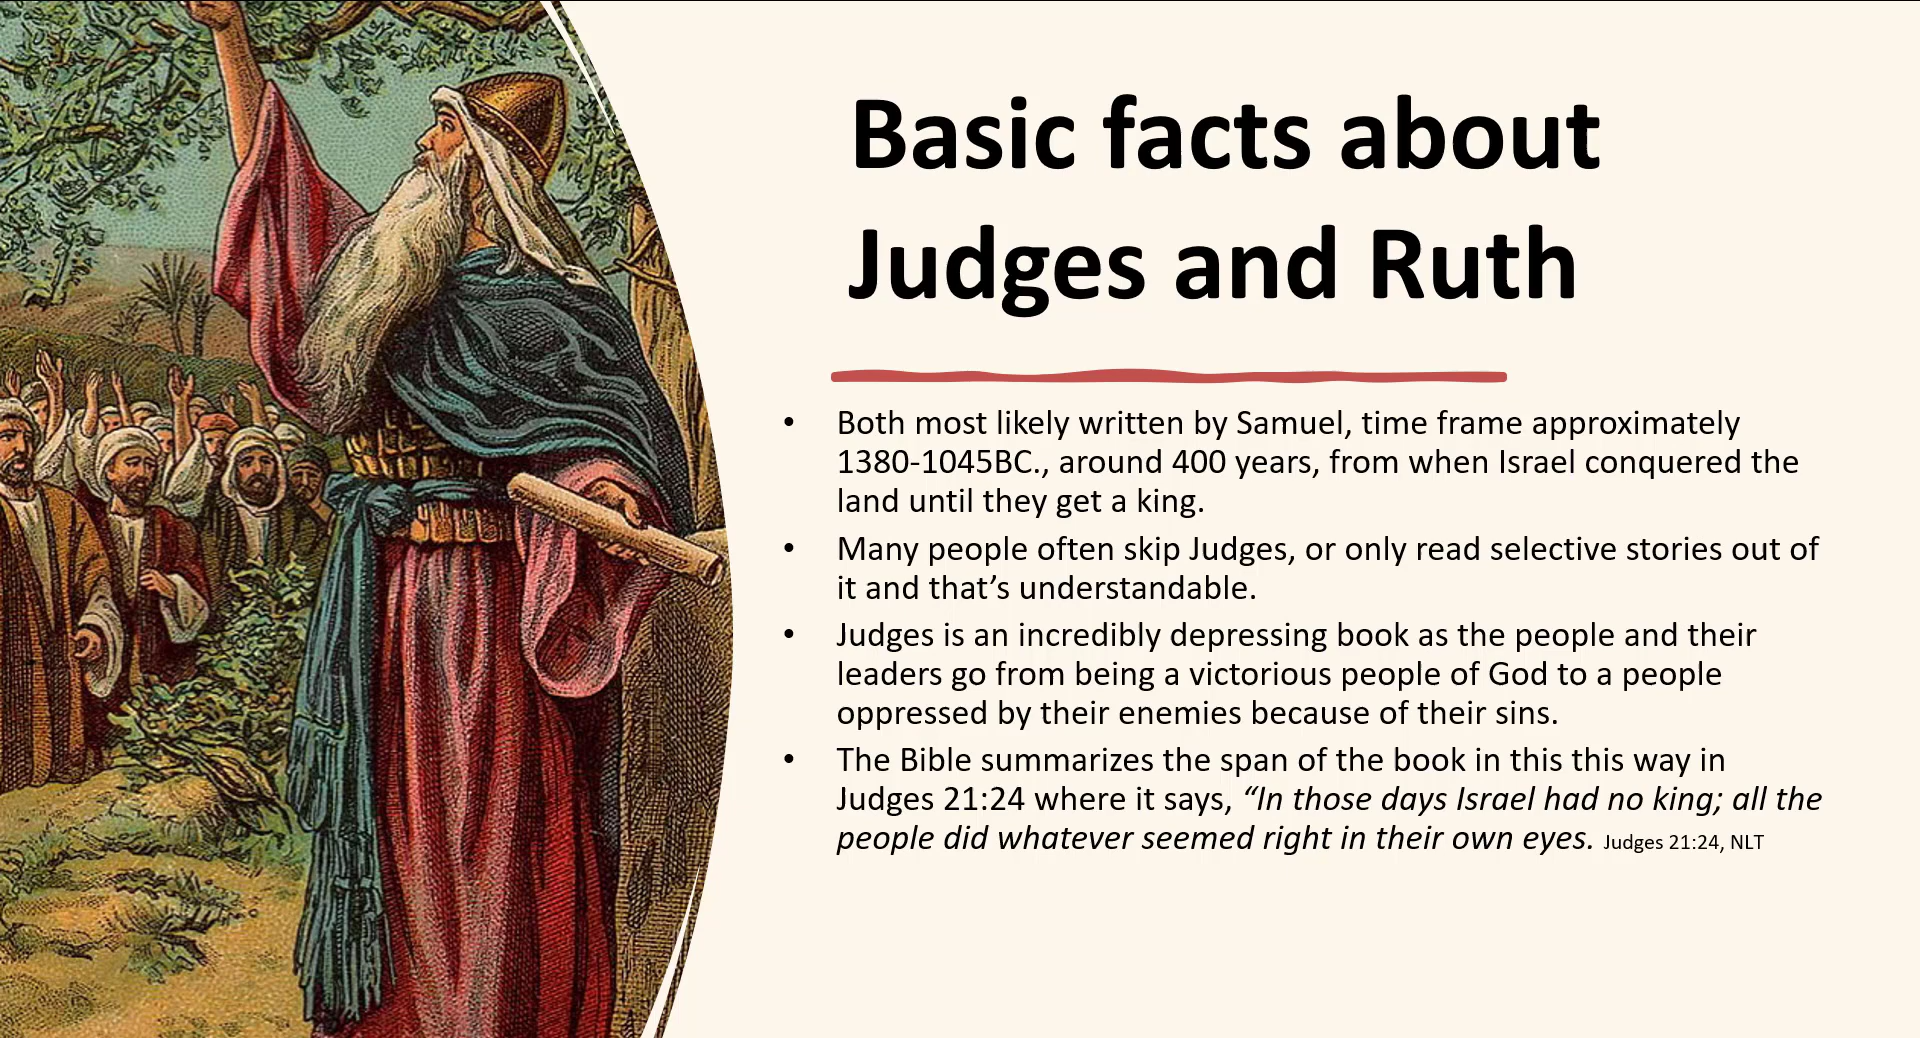 Basic facts about
Judges and Ruth
• Both most likely written by Samuel, time frame approximately
1380-1045BC., around 400 years, from when Israel conquered the
land until they get a king.
• Many people often skip Judges, or only read selective stories out of
it and that’s understandable.
• Judges is an incredibly depressing book as the people and their
leaders go from being a victorious people of God to a people
oppressed by their enemies because of their sins.
• The Bible summarizes the span of the book in this this way in
Judges 21:24 where it says, “In those days Israel had no king; all the
people did whatever seemed right in their own eyes. Judges 21:24, NLT